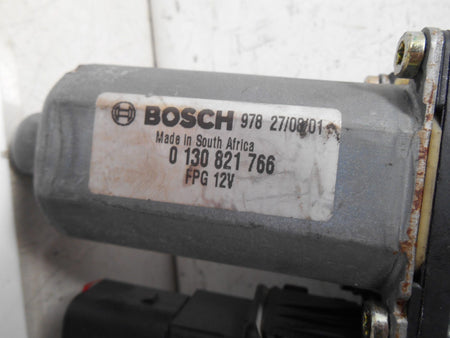 BOSCH 978 27/08/01
Made in South Africa
0 130 821 766
FPG 12V